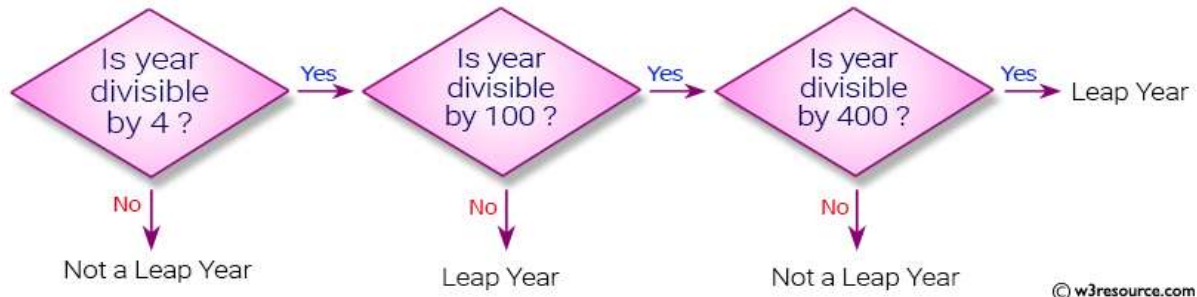 Is year
divisible
by 4 ?
Yes
Is year
divisible
by 100 ?
Yes
Is year
divisible
by 400 ?
Yes
Leap Year
No
Not a Leap Year
No
Leap Year
No
Not a Leap Year
© w3resource.com